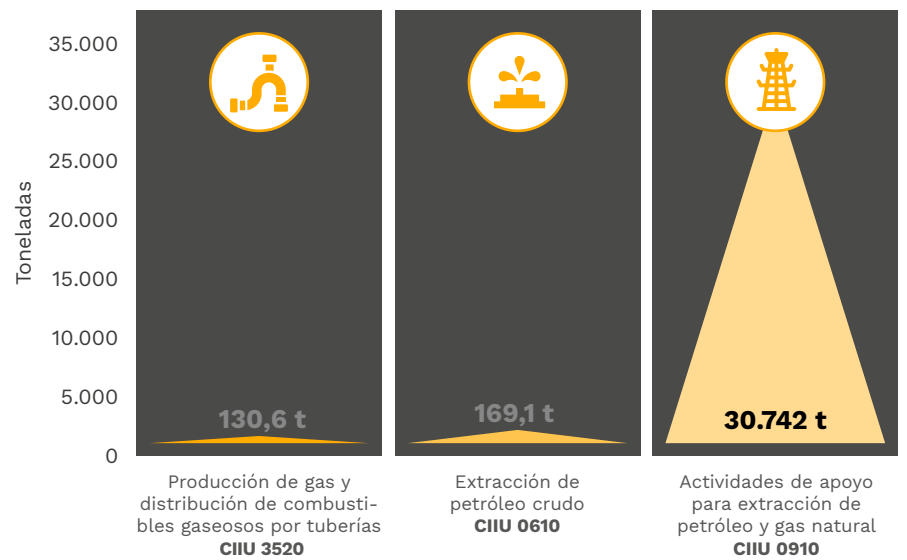 Toneladas
35.000
30.000
25.000
20.000
15.000
10.000
5.000
0
130,6 t
169,1 t
30.742 t
Producción de gas y
distribución de combusti-
bles gaseosos por tuberías
CIIU 3520
Extracción de
petróleo crudo
CIIU 0610
Actividades de apoyo
para extracción de
petróleo y gas natural
CIIU 0910